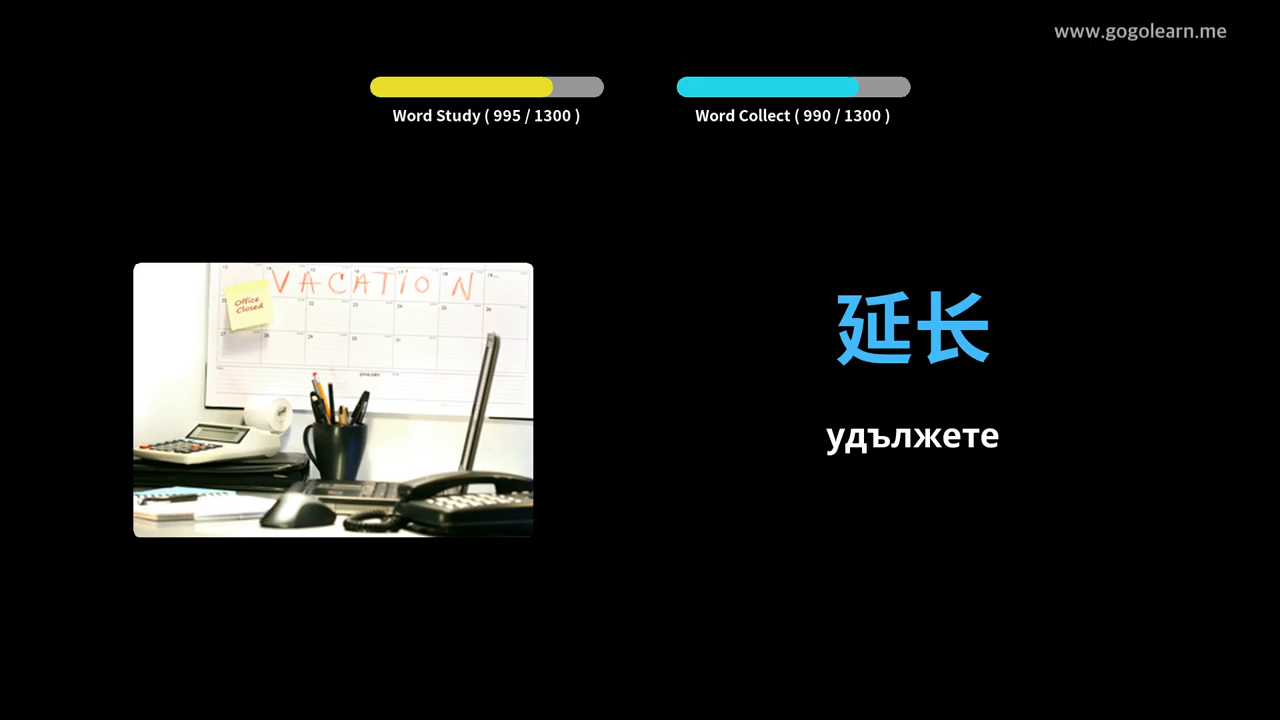 www.gogolearn.me
Word Study ( 995 / 1300 )
Word Collect ( 990 / 1300 )
VACATION
Office
Closed
延长
удължете